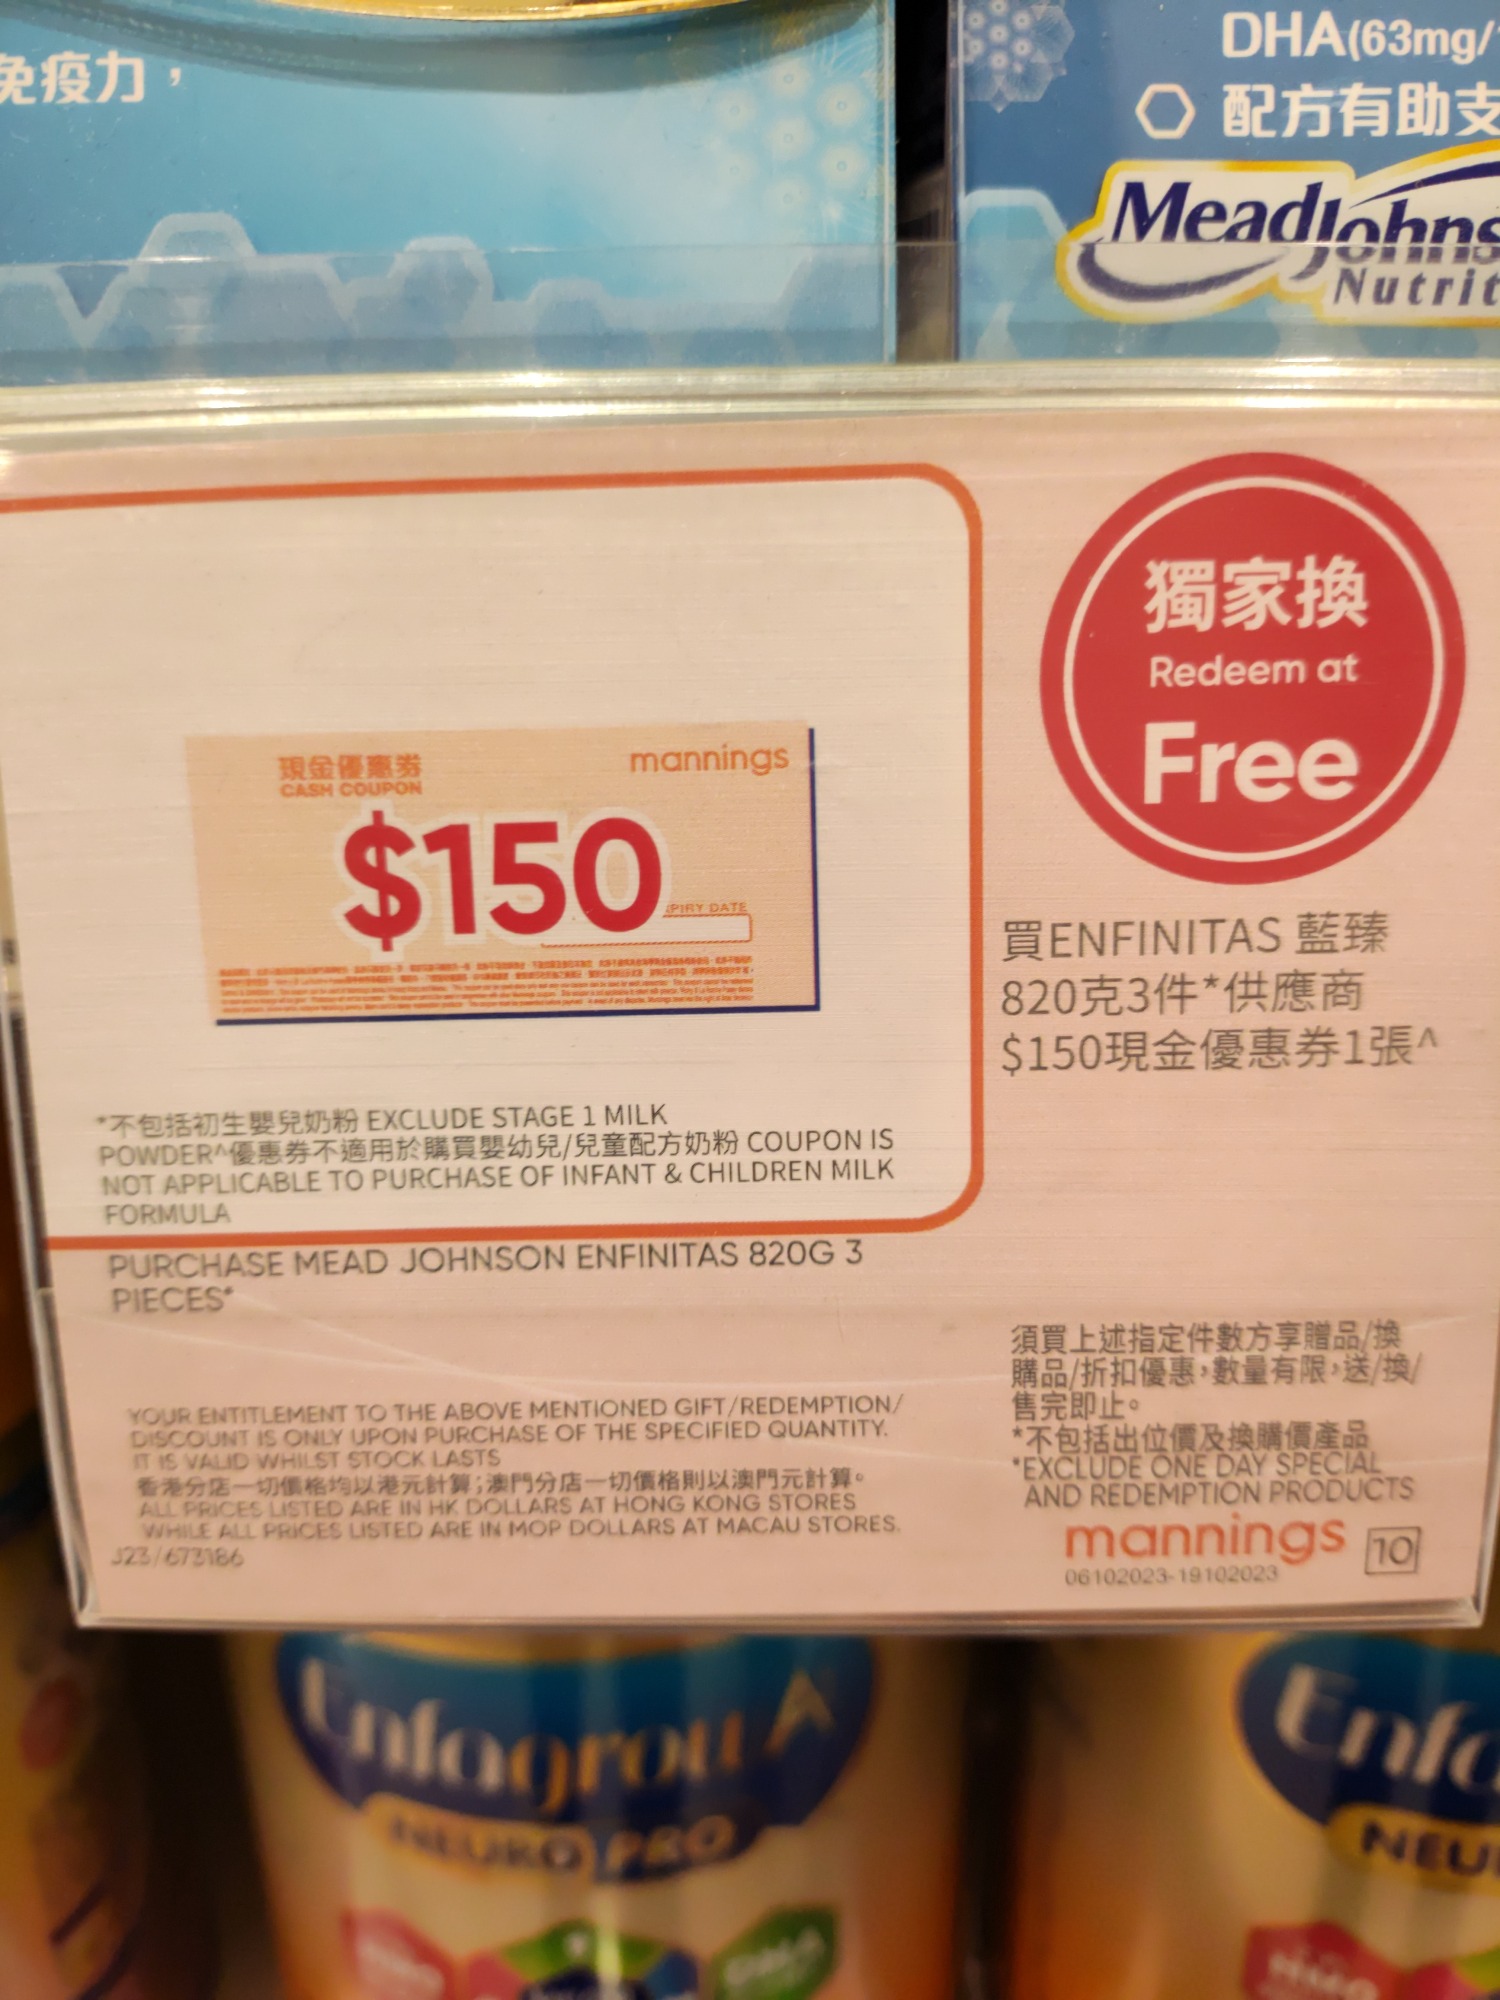 免疫力，
DHA(63mg/
配方有助支
MeadJohns
Nutrit
獨家換
Redeem at
Free
現金優惠券
CASH COUPON
mannings
$150
PIRY DATE
買ENFINITAS 藍臻
820克3件*供應商
$150現金優惠券1張^
*不包括初生嬰兒奶粉 EXCLUDE STAGE 1 MILK
POWDER^優惠券不適用於購買嬰幼兒/兒童配方奶粉 COUPON IS
NOT APPLICABLE TO PURCHASE OF INFANT & CHILDREN MILK
FORMULA
PURCHASE MEAD JOHNSON ENFINITAS 820G 3
PIECES*
YOUR ENTITLEMENT TO THE ABOVE MENTIONED GIFT/REDEMPTION/
DISCOUNT IS ONLY UPON PURCHASE OF THE SPECIFIED QUANTITY.
IT IS VALID WHILST STOCK LASTS
香港分店一切價格均以港元計算；澳門分店一切價格則以澳門元計算。
ALL PRICES LISTED ARE IN HK DOLLARS AT HONG KONG STORES
WHILE ALL PRICES LISTED ARE IN MOP DOLLARS AT MACAU STORES.
J23/673186
須買上述指定件數方享贈品/換
購品/折扣優惠，數量有限，送/換/
售完即止。
*不包括出位價及換購價產品
*EXCLUDE ONE DAY SPECIAL
AND REDEMPTION PRODUCTS
mannings 10
06102023-19102023
Enfagrow A+
NEURO PRO
Enfa
NEU